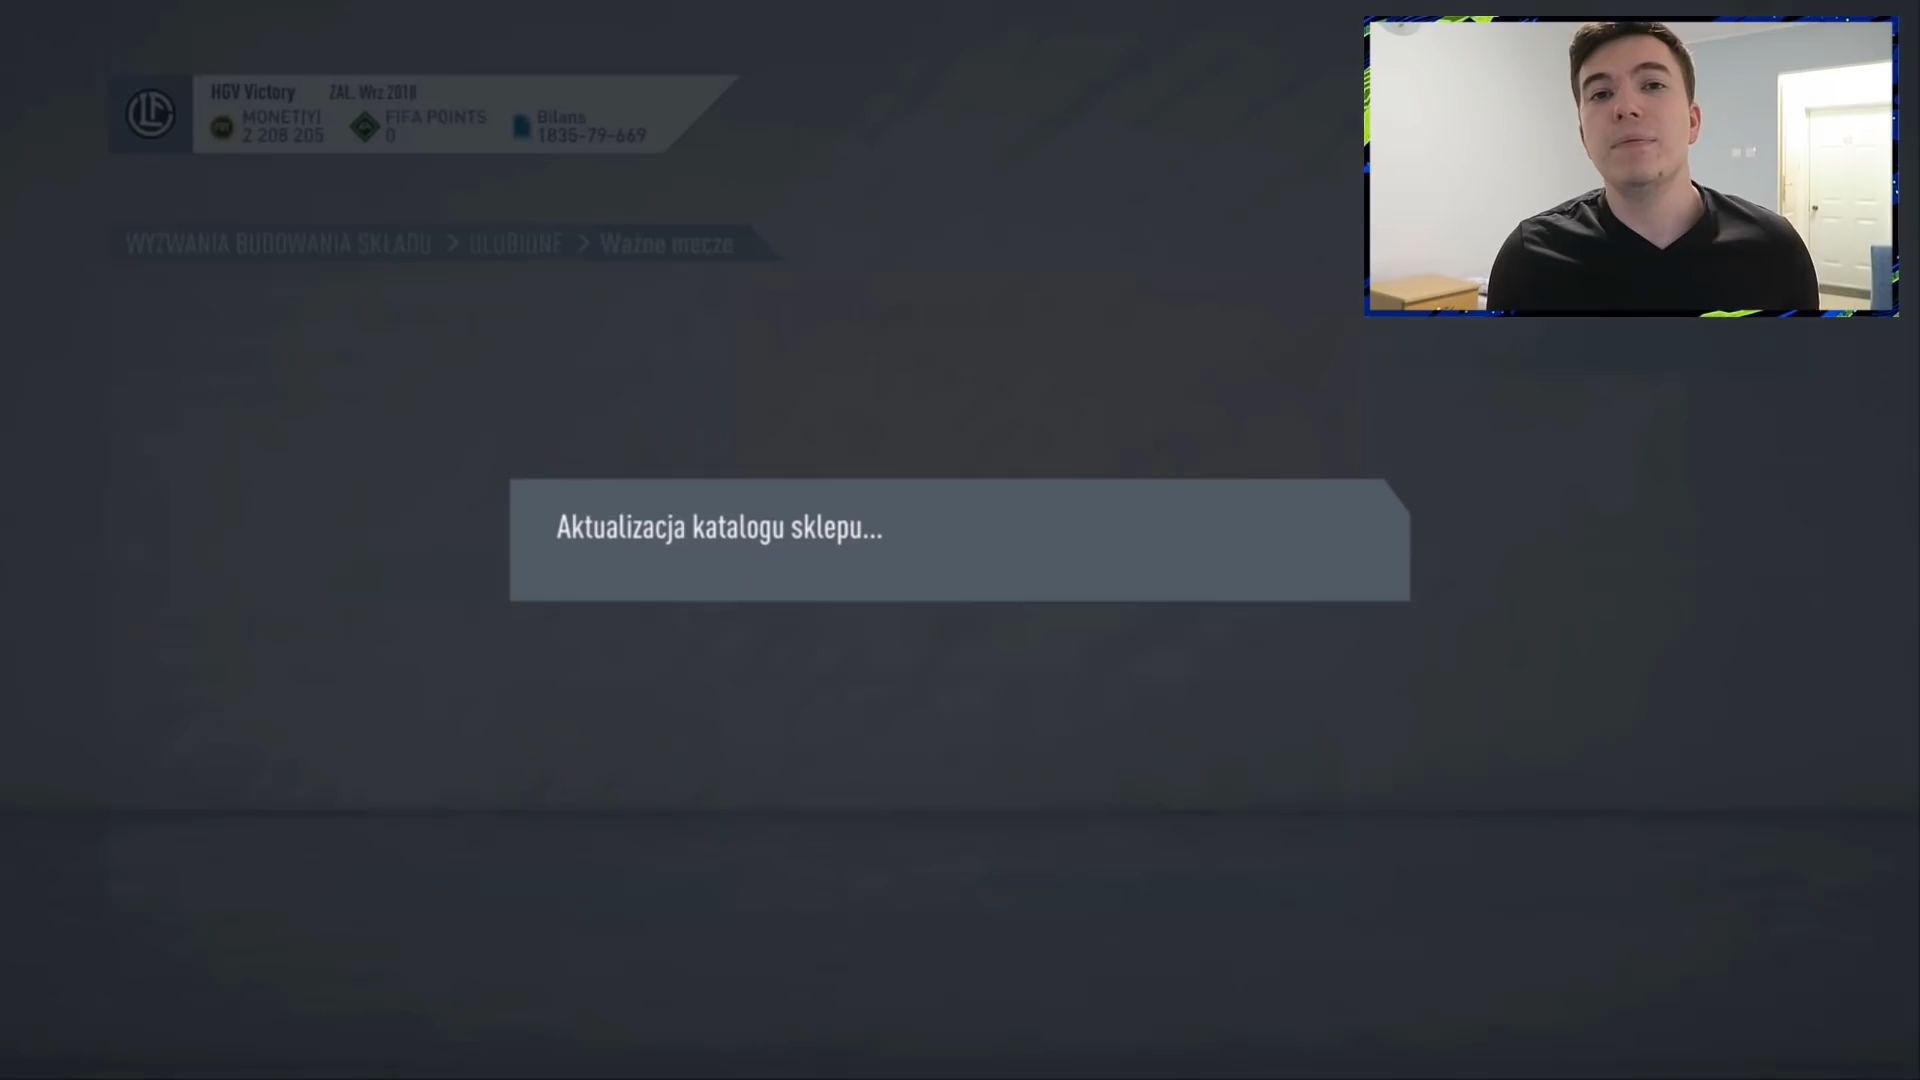 HGV Victory ZAŁ. Wrz 2018
MONET(Y) FIFA POINTS Bilans
2 208 205 0 1835-79-669
WYZWANIA BUDOWANIA SKŁADU > ULUBIONE > Ważne mecze
Aktualizacja katalogu sklepu...